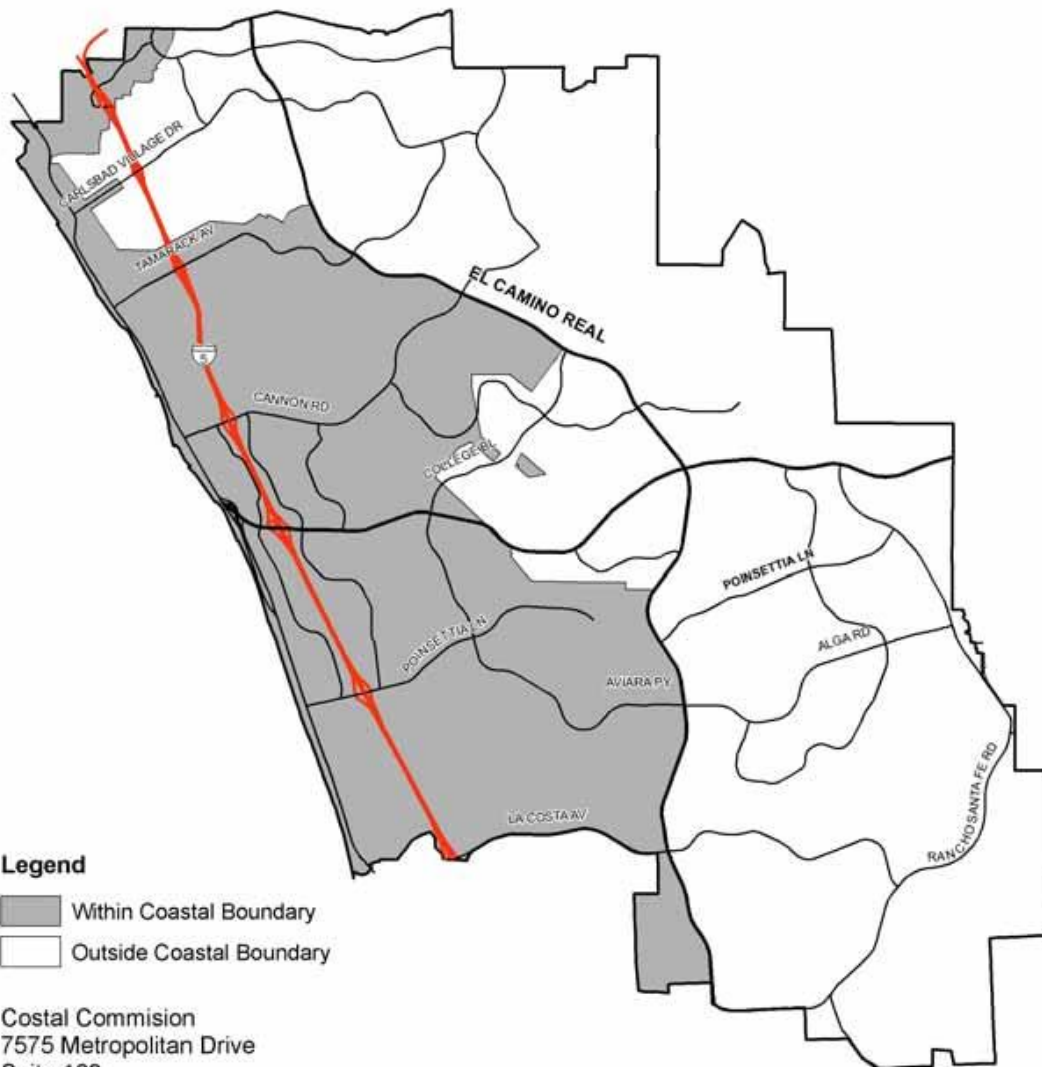 CARLSBAD VILLAGE DR
TAMARACK AV
EL CAMINO REAL
5
CANNON RD
COLLEGE BL
POINSETTIA LN
POINSETTIA LN
ALGA RD
AVIARA PY
RANCHO SANTA FE RD
LA COSTA AV
Legend
Within Coastal Boundary
Outside Coastal Boundary
Costal Commision
7575 Metropolitan Drive